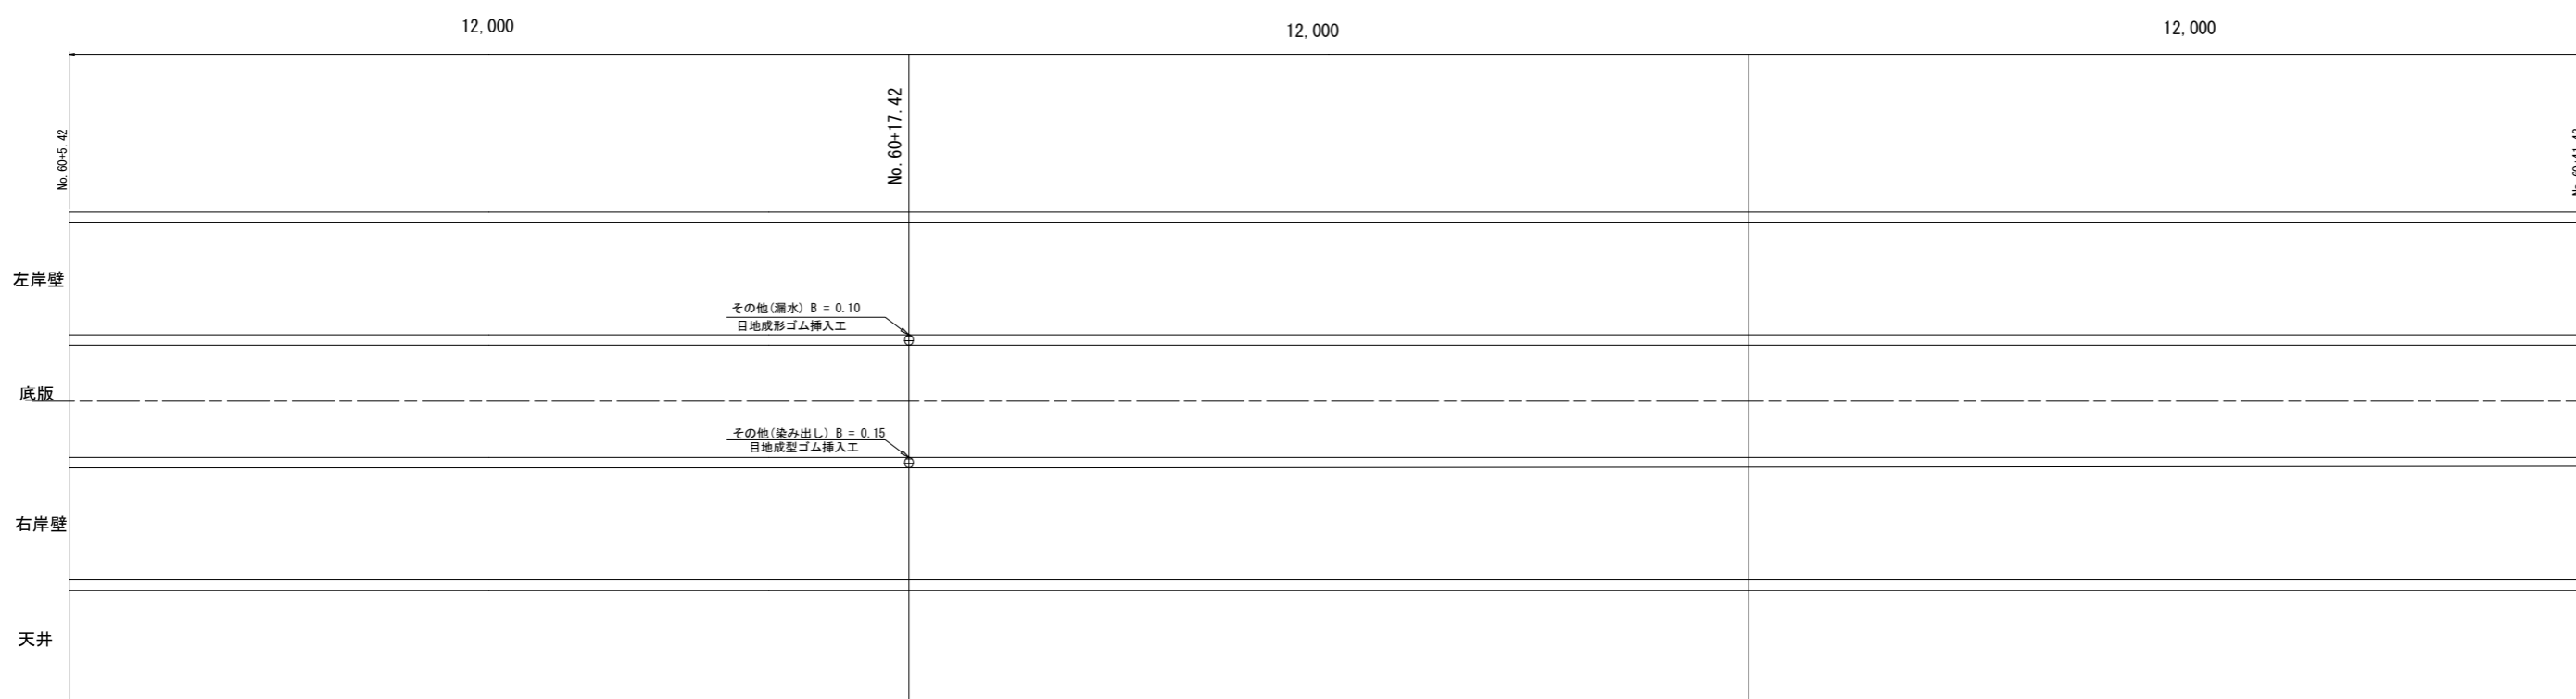 12,000
12,000
12,000
No.60+5.42
No.60+17.42
左岸壁
その他(漏水) B = 0.10
目地成形ゴム挿入工
底版
その他(染み出し) B = 0.15
目地成型ゴム挿入工
右岸壁
天井